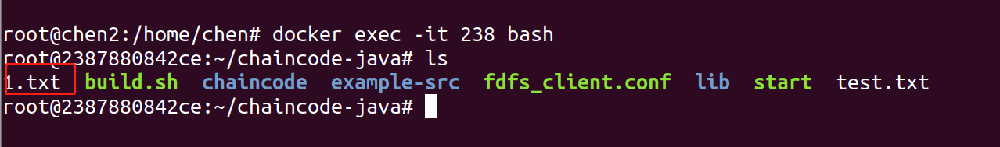 root@chen2:/home/chen# docker exec -it 238 bash
root@2387880842ce:~/chaincode-java# ls
1.txt build.sh chaincode example-src fdfs_client.conf lib start test.txt
root@2387880842ce:~/chaincode-java#